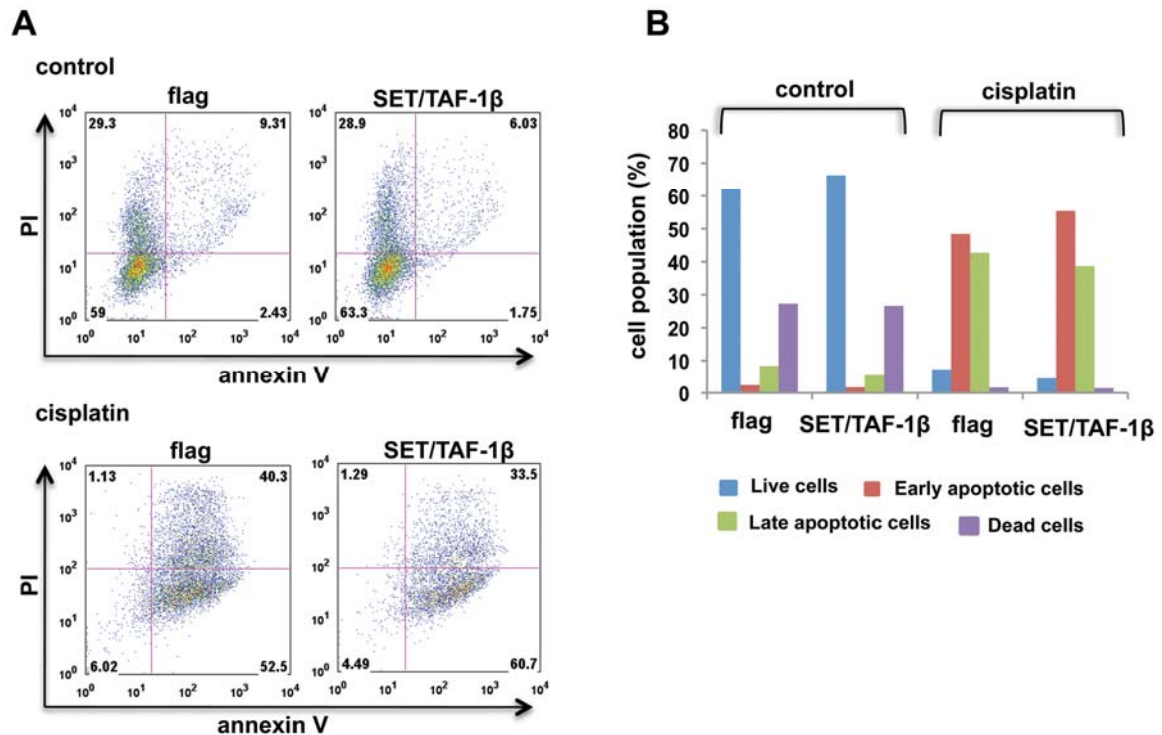 A
control
flag
SET/TAF-1β
10⁴
29.3
9.31
10³
10²
10¹
10⁰
59
2.43
10⁰ 10¹ 10² 10³ 10⁴
10⁴
28.9
6.03
10³
10²
10¹
10⁰
63.3
1.75
10⁰ 10¹ 10² 10³ 10⁴
PI
annexin V
cisplatin
flag
SET/TAF-1β
10⁴
1.13
40.3
10³
10²
10¹
10⁰
6.02
52.5
10⁰ 10¹ 10² 10³ 10⁴
10⁴
1.29
33.5
10³
10²
10¹
10⁰
4.49
60.7
10⁰ 10¹ 10² 10³ 10⁴
PI
annexin V
B
control
cisplatin
80
70
60
50
40
30
20
10
0
cell population (%)
flag SET/TAF-1β flag SET/TAF-1β
Live cells Early apoptotic cells
Late apoptotic cells Dead cells